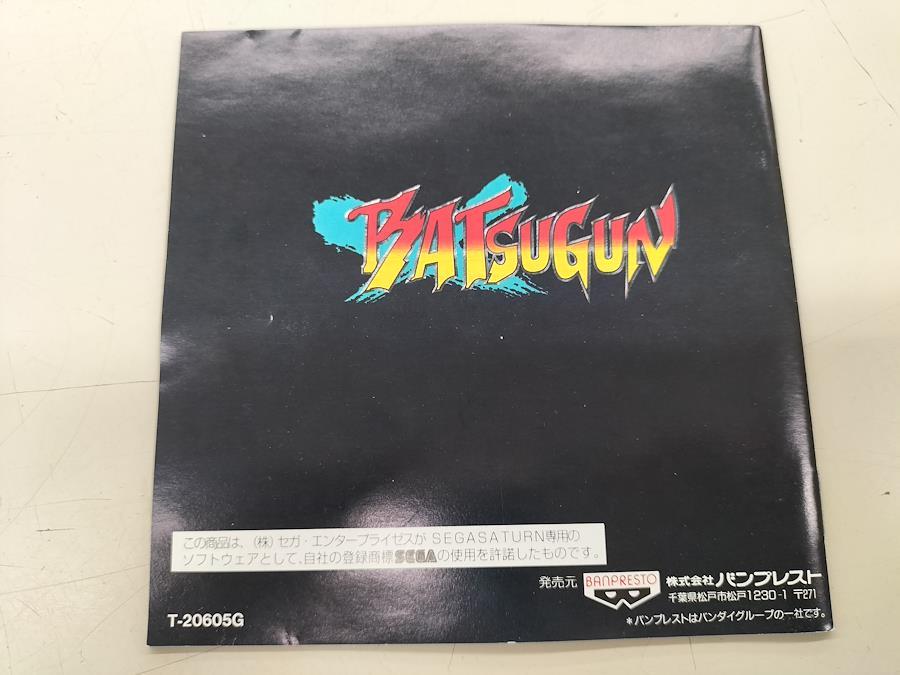 BATSUGUN
この商品は、(株)セガ・エンタープライゼスが SEGASATURN専用の
ソフトウェアとして、自社の登録商標SEGAの使用を許諾したものです。
発売元 BANPRESTO 株式会社 バンプレスト
千葉県松戸市松戸1230-1 〒271
*バンプレストはバンダイグループの一社です。
T-20605G